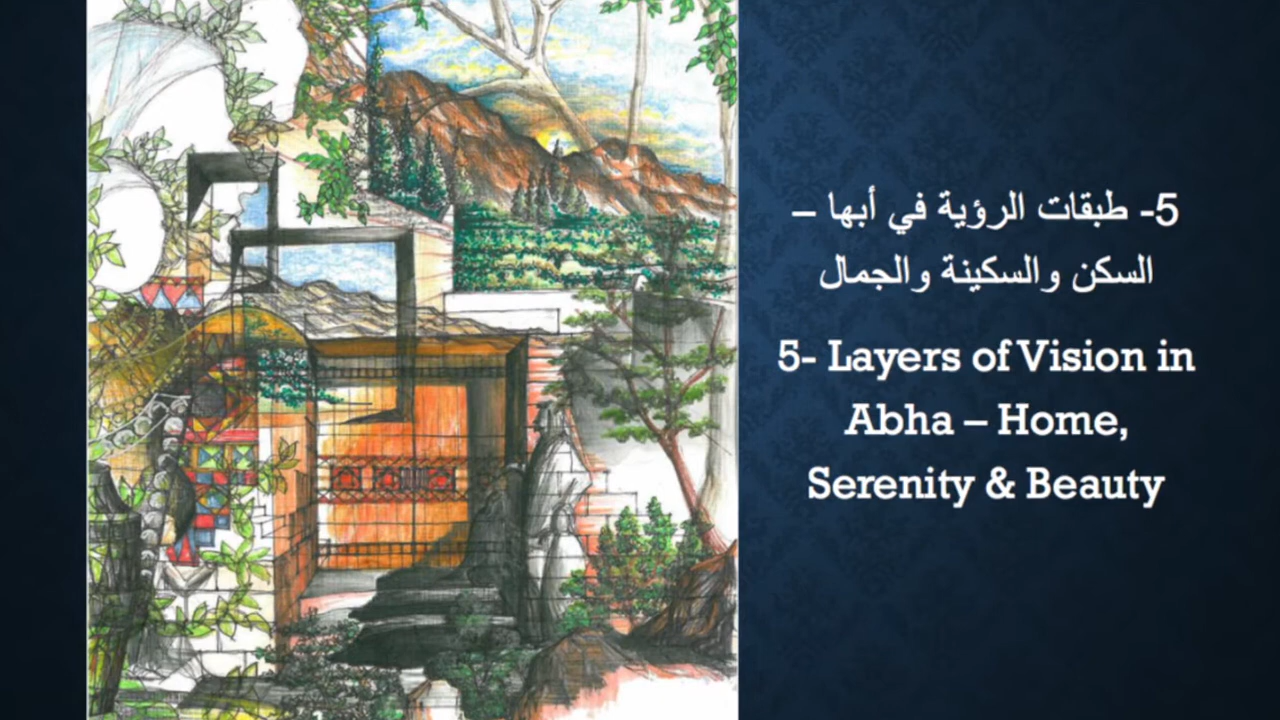 5- طبقات الرؤية في أبها –
السكن والسكينة والجمال
5- Layers of Vision in
Abha – Home,
Serenity & Beauty